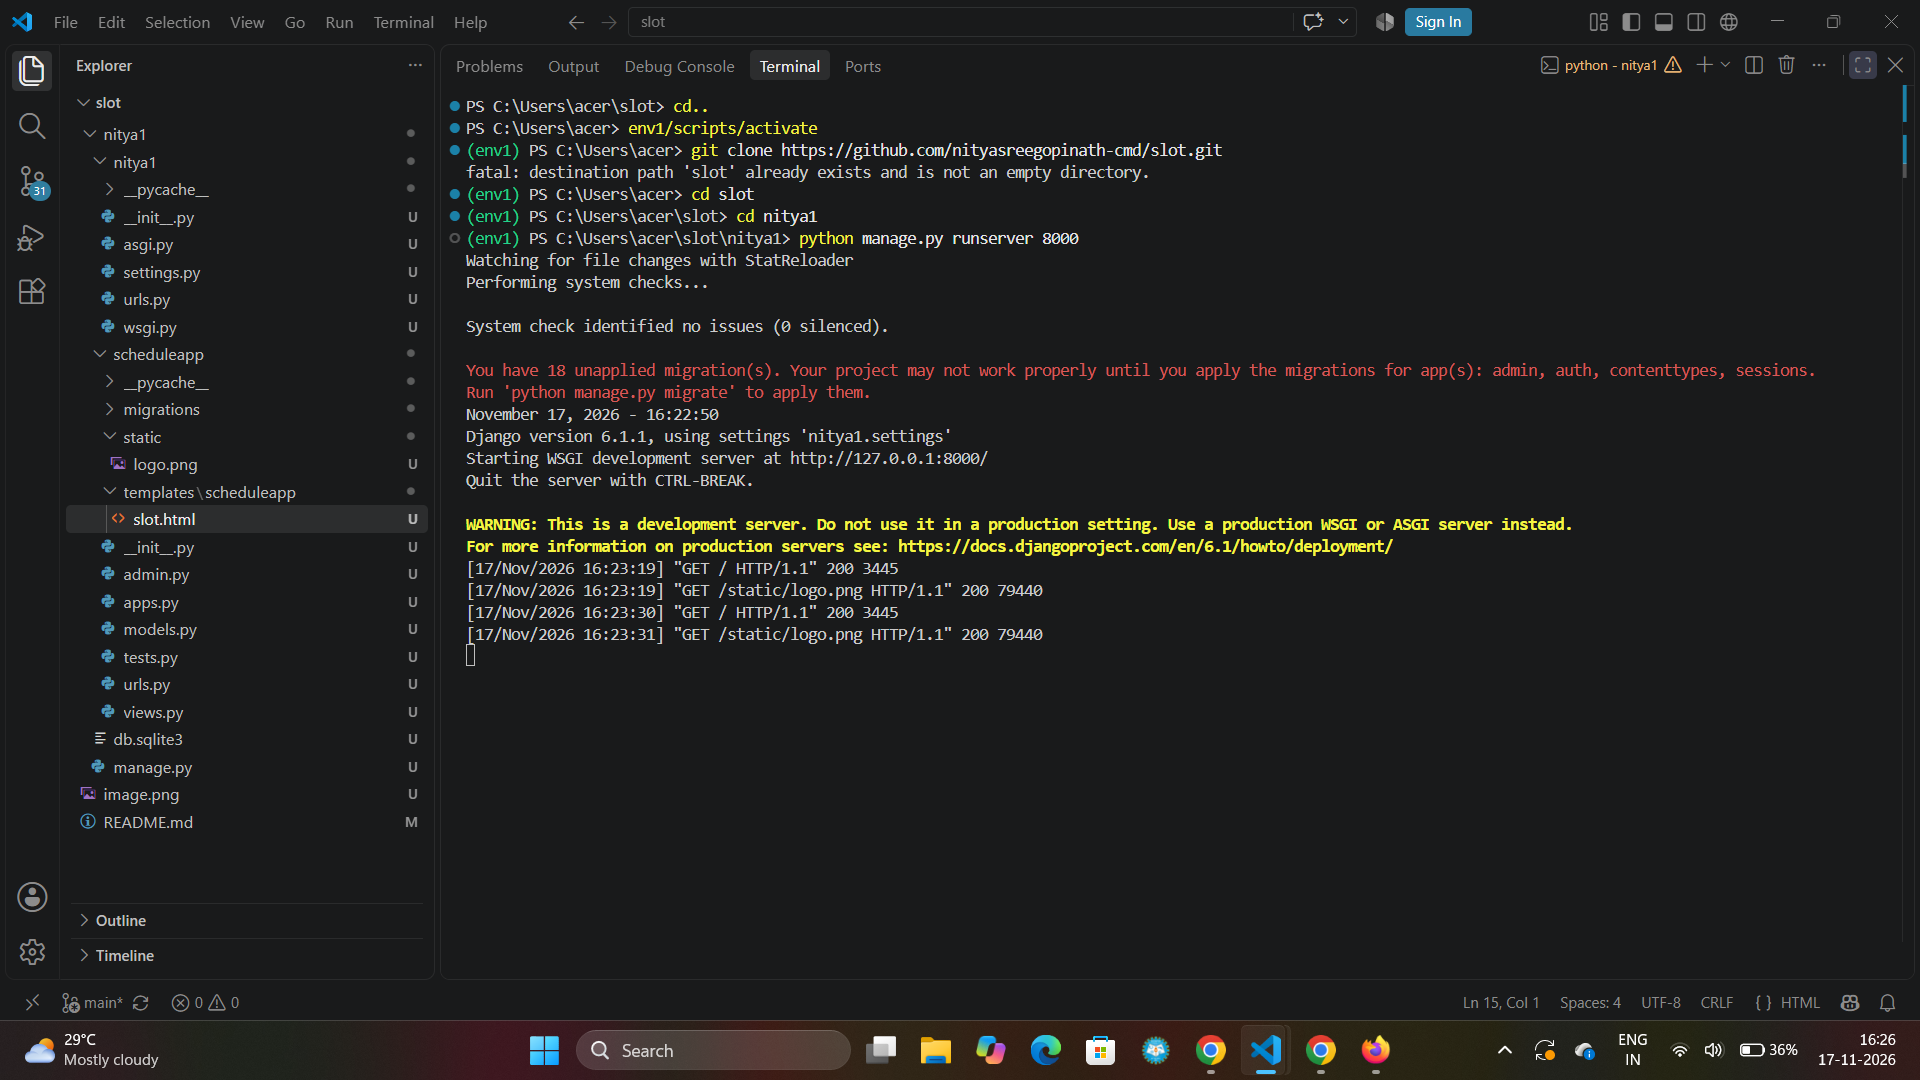 File Edit Selection View Go Run Terminal Help
slot
Sign In
Explorer
slot
nitya1
nitya1
__pycache__
__init__.py U
asgi.py U
settings.py U
urls.py U
wsgi.py U
scheduleapp
__pycache__
migrations
static
logo.png U
templates\scheduleapp
slot.html U
__init__.py U
admin.py U
apps.py U
models.py U
tests.py U
urls.py U
views.py U
db.sqlite3 U
manage.py U
image.png U
README.md M
Outline
Timeline
31
Problems Output Debug Console Terminal Ports
python - nitya1
PS C:\Users\acer\slot> cd..
PS C:\Users\acer> env1/scripts/activate
(env1) PS C:\Users\acer> git clone https://github.com/nityasreegopinath-cmd/slot.git
fatal: destination path 'slot' already exists and is not an empty directory.
(env1) PS C:\Users\acer> cd slot
(env1) PS C:\Users\acer\slot> cd nitya1
(env1) PS C:\Users\acer\slot\nitya1> python manage.py runserver 8000
Watching for file changes with StatReloader
Performing system checks...
System check identified no issues (0 silenced).
You have 18 unapplied migration(s). Your project may not work properly until you apply the migrations for app(s): admin, auth, contenttypes, sessions.
Run 'python manage.py migrate' to apply them.
November 17, 2026 - 16:22:50
Django version 6.1.1, using settings 'nitya1.settings'
Starting WSGI development server at http://127.0.0.1:8000/
Quit the server with CTRL-BREAK.
WARNING: This is a development server. Do not use it in a production setting. Use a production WSGI or ASGI server instead.
For more information on production servers see: https://docs.djangoproject.com/en/6.1/howto/deployment/
[17/Nov/2026 16:23:19] "GET / HTTP/1.1" 200 3445
[17/Nov/2026 16:23:19] "GET /static/logo.png HTTP/1.1" 200 79440
[17/Nov/2026 16:23:30] "GET / HTTP/1.1" 200 3445
[17/Nov/2026 16:23:31] "GET /static/logo.png HTTP/1.1" 200 79440
main* 0 0
Ln 15, Col 1 Spaces: 4 UTF-8 CRLF { } HTML
29°C
Mostly cloudy
Search
ENG
IN
36%
16:26
17-11-2026